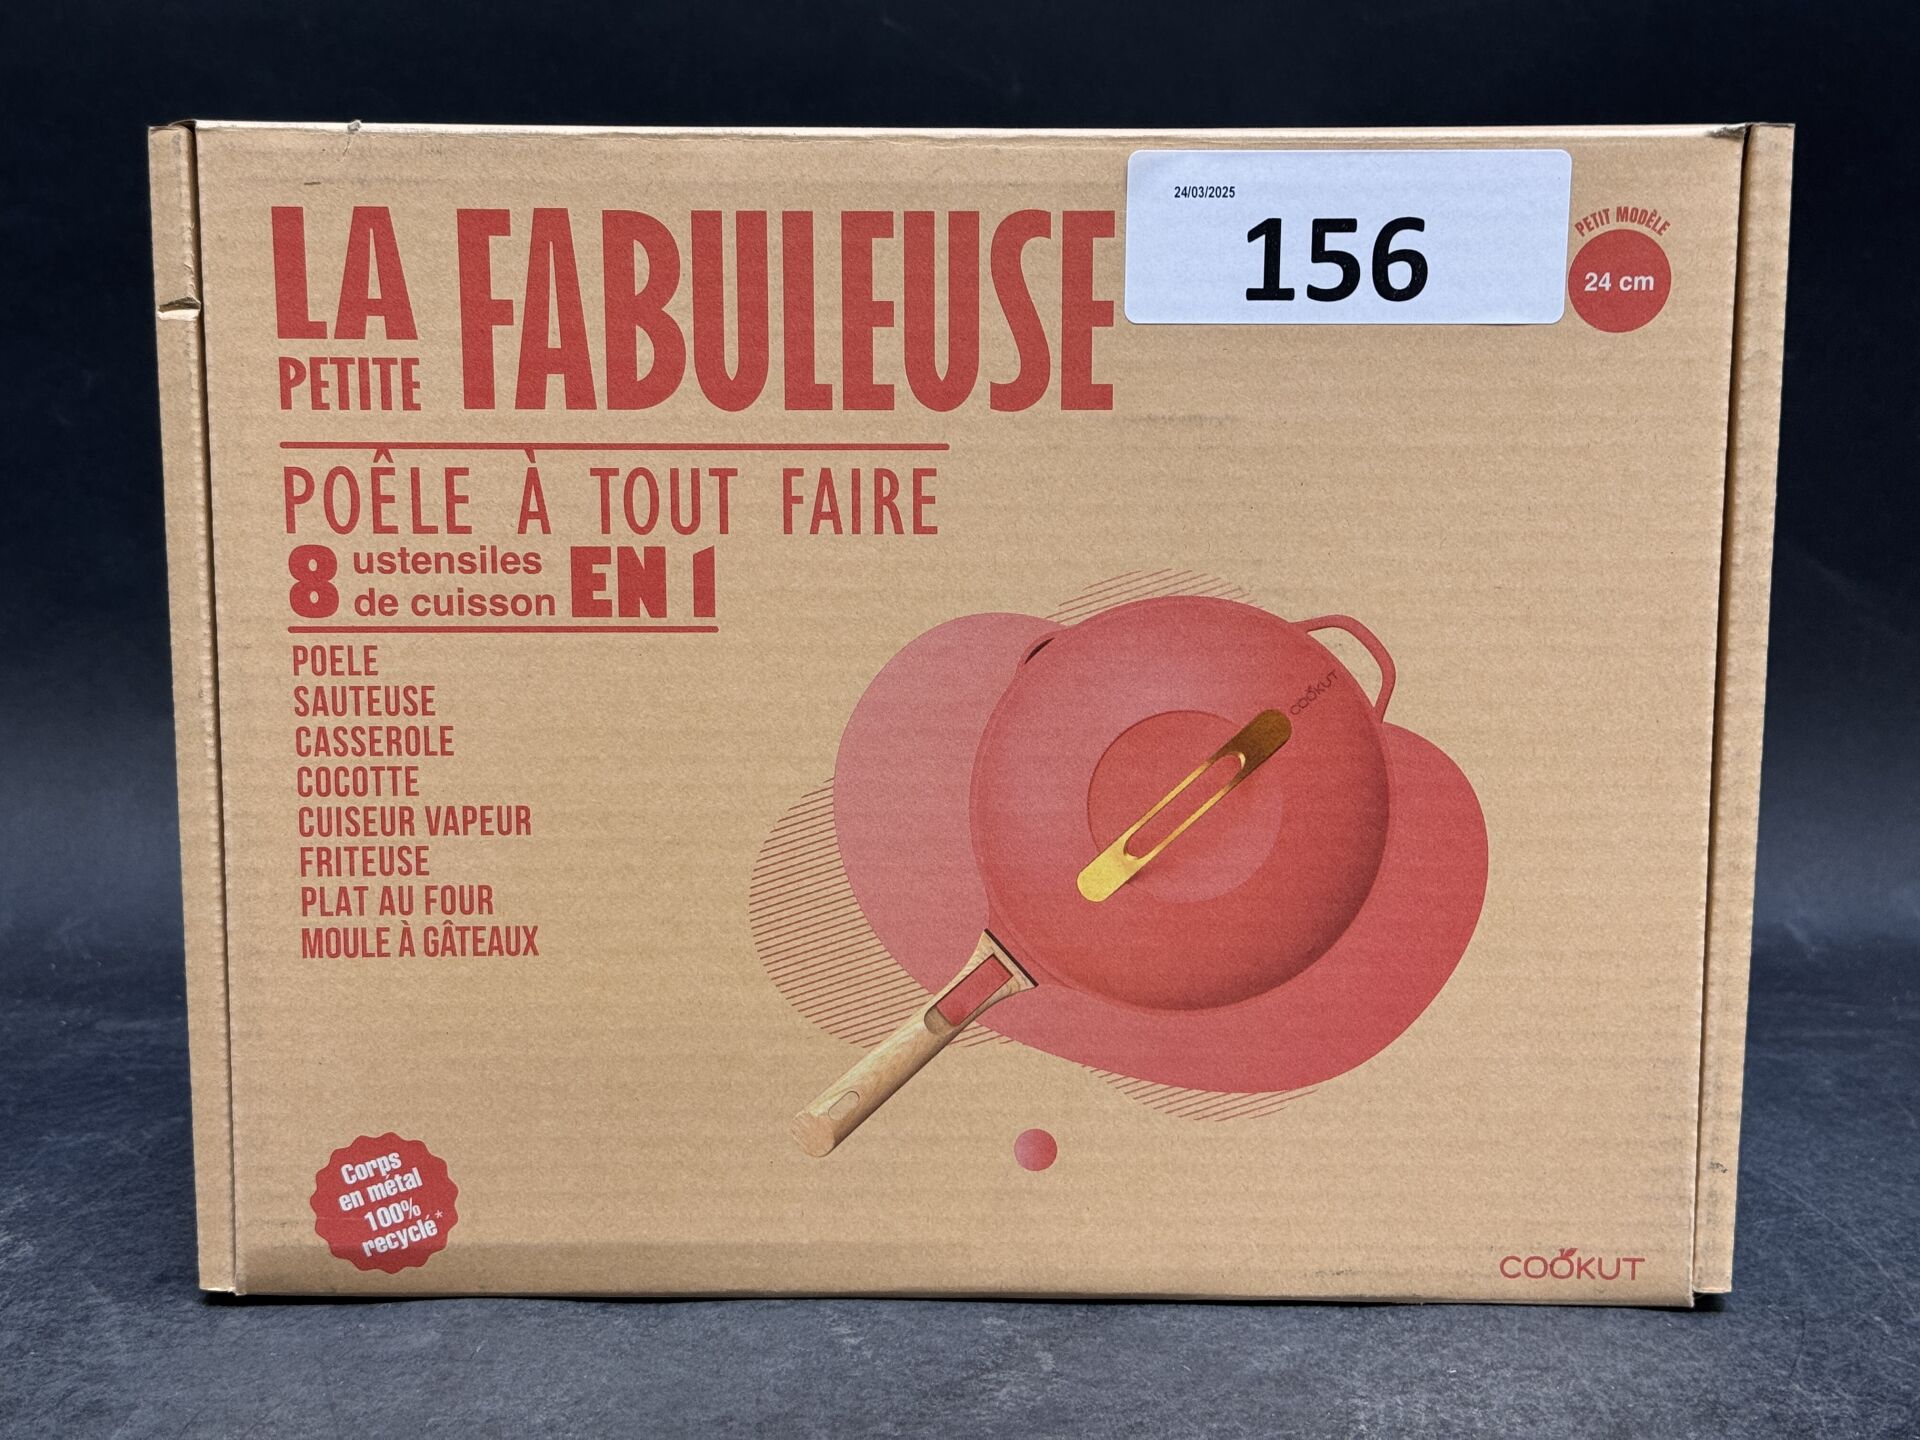 24/03/2025
156
PETIT MODÈLE
24 cm
LA PETITE FABULEUSE
POÊLE À TOUT FAIRE
8 ustensiles de cuisson EN 1
POELE
SAUTEUSE
CASSEROLE
COCOTTE
CUISEUR VAPEUR
FRITEUSE
PLAT AU FOUR
MOULE À GÂTEAUX
COOKUT
Corps
en métal
100%
recyclé*
COOKUT